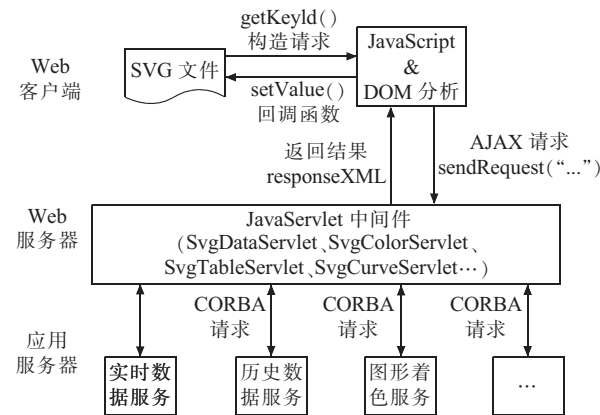 getKeyId()
构造请求
JavaScript
&
DOM 分析
Web
客户端
SVG 文件
setValue()
回调函数
返回结果
responseXML
AJAX 请求
sendRequest(“...”)
Web
服务器
JavaServlet 中间件
(SvgDataServlet、SvgColorServlet、
SvgTableServlet、SvgCurveServlet…)
CORBA
请求
CORBA
请求
CORBA
请求
应用
服务器
实时数
据服务
历史数
据服务
图形着
色服务
…